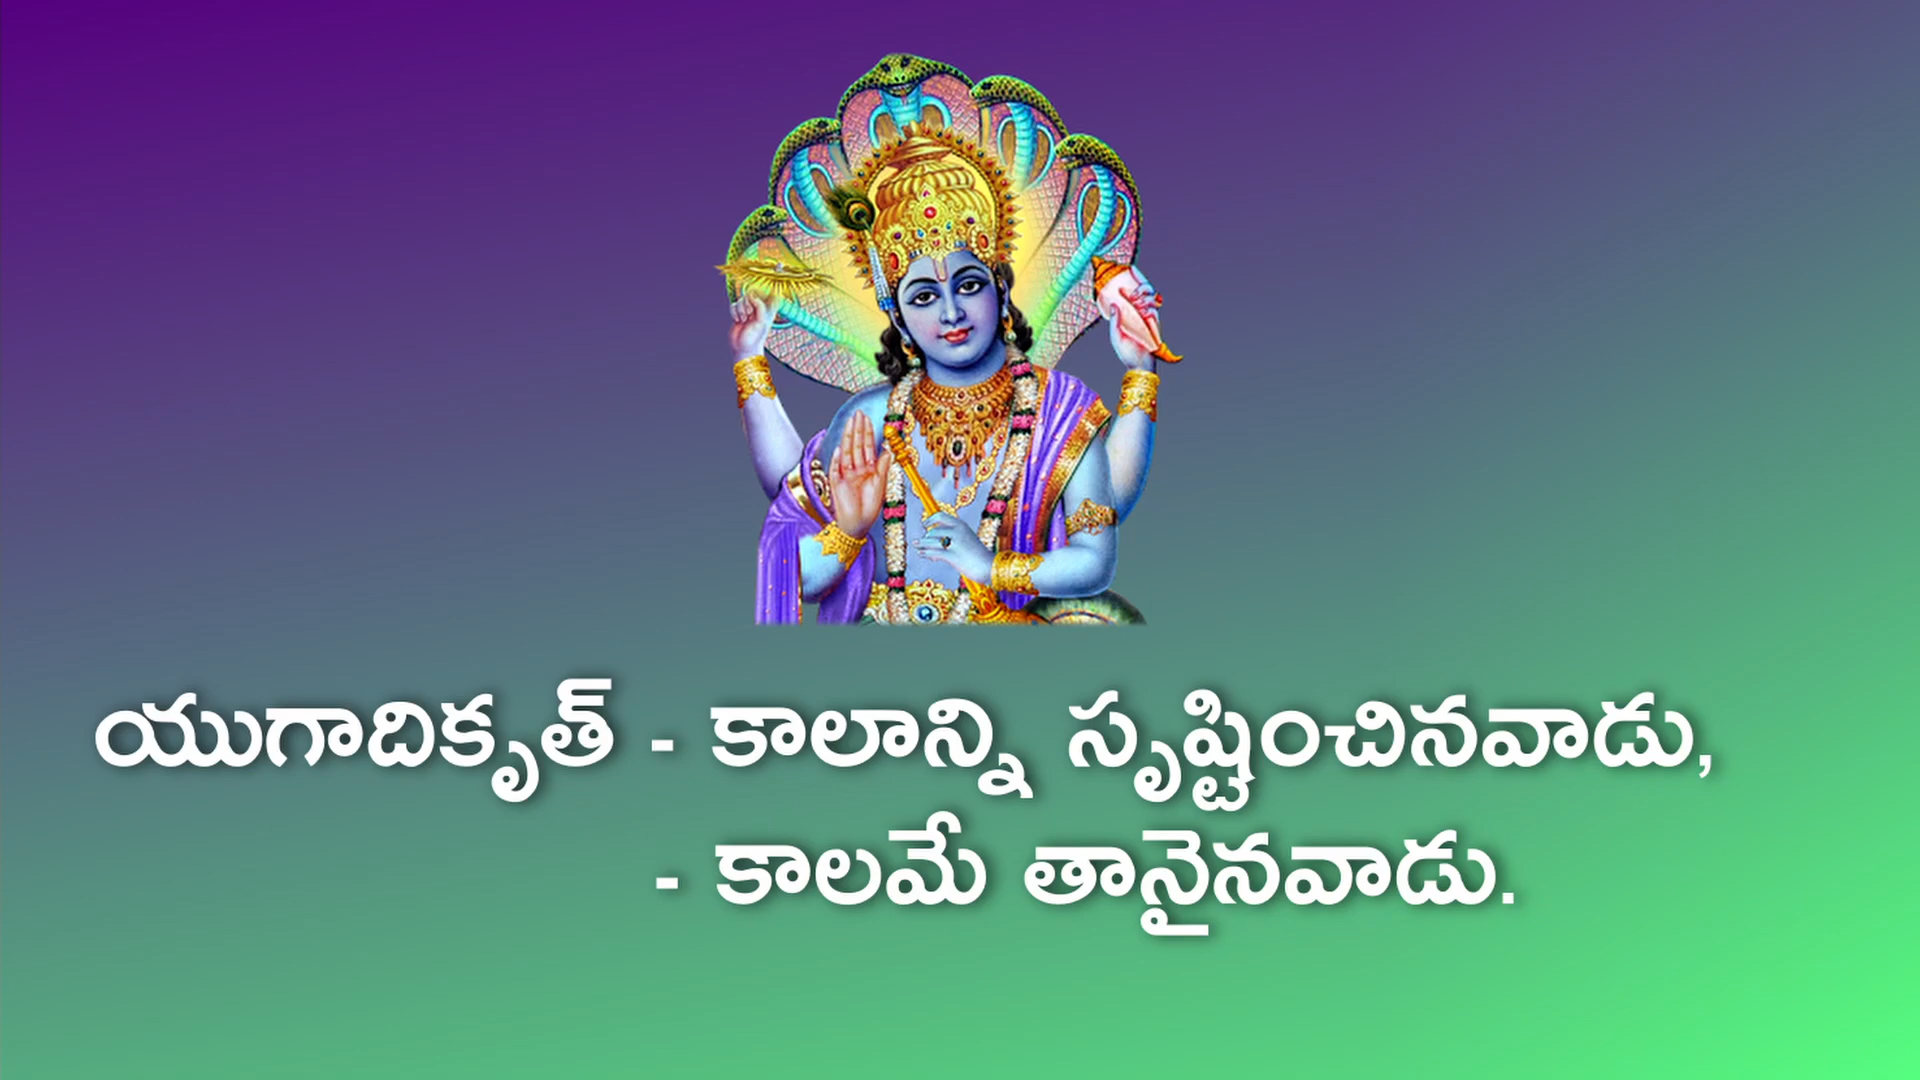 యుగాదికృత్ - కాలాన్ని సృష్టించినవాడు,
- కాలమే తానైనవాడు.